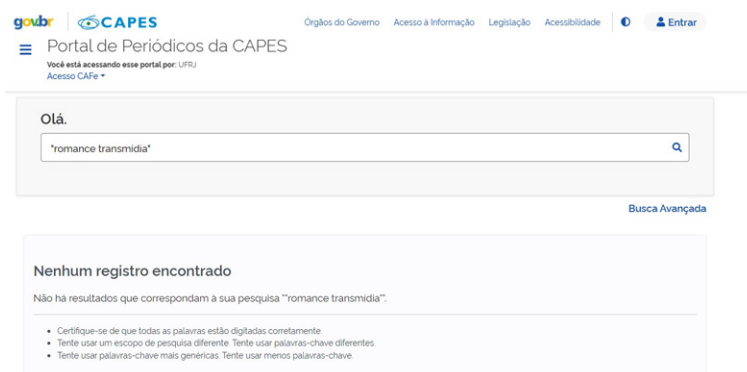 gov.br CAPES Órgãos do Governo Acesso à Informação Legislação Acessibilidade Entrar
Portal de Periódicos da CAPES
Você está acessando esse portal por: UFRJ
Acesso CAFe
Olá.
"romance transmídia"
Busca Avançada
Nenhum registro encontrado
Não há resultados que correspondam à sua pesquisa ""romance transmídia"".
Certifique-se de que todas as palavras estão digitadas corretamente.
Tente usar um escopo de pesquisa diferente. Tente usar palavras-chave diferentes.
Tente usar palavras-chave mais genéricas. Tente usar menos palavras-chave.